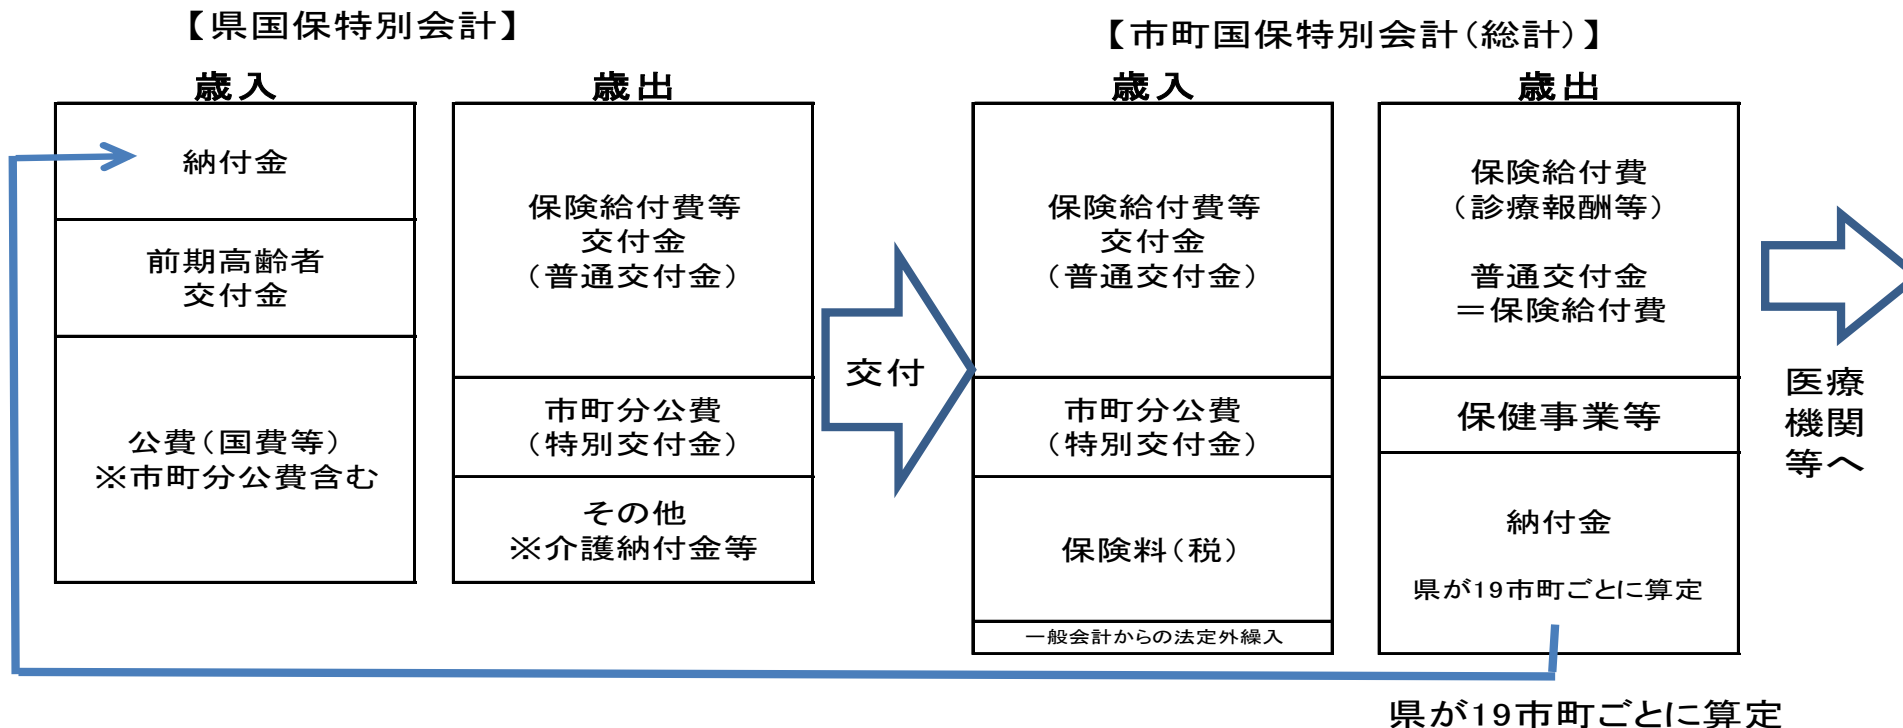 【県国保特別会計】
歳入
納付金
前期高齢者
交付金
公費(国費等)
※市町分公費含む
歳出
保険給付費等
交付金
(普通交付金)
市町分公費
(特別交付金)
その他
※介護納付金等
交付
【市町国保特別会計(総計)】
歳入
保険給付費等
交付金
(普通交付金)
市町分公費
(特別交付金)
保険料(税)
一般会計からの法定外繰入
歳出
保険給付費
(診療報酬等)
普通交付金
=保険給付費
保健事業等
納付金
県が19市町ごとに算定
医療
機関
等へ
県が19市町ごとに算定